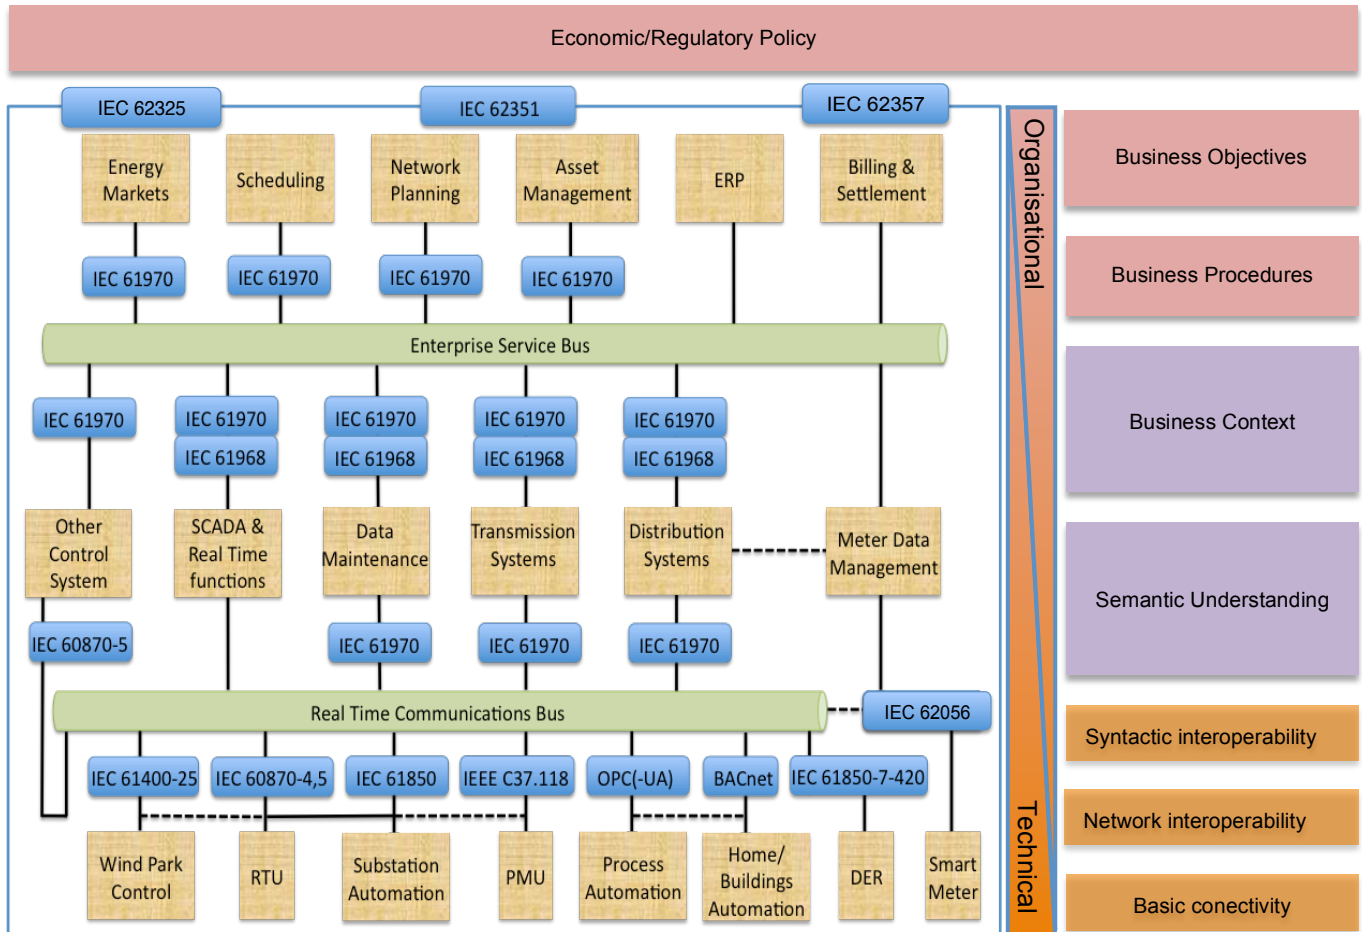 Economic/Regulatory Policy
IEC 62325
IEC 62351
IEC 62357
Energy
Markets
Scheduling
Network
Planning
Asset
Management
ERP
Billing &
Settlement
IEC 61970
IEC 61970
IEC 61970
IEC 61970
Enterprise Service Bus
IEC 61970
IEC 61970
IEC 61970
IEC 61970
IEC 61970
IEC 61968
IEC 61968
IEC 61968
IEC 61968
Other
Control
System
SCADA &
Real Time
functions
Data
Maintenance
Transmission
Systems
Distribution
Systems
Meter Data
Management
IEC 60870-5
IEC 61970
IEC 61970
IEC 61970
Real Time Communications Bus
IEC 62056
IEC 61400-25
IEC 60870-4,5
IEC 61850
IEEE C37.118
OPC(-UA)
BACnet
IEC 61850-7-420
Wind Park
Control
RTU
Substation
Automation
PMU
Process
Automation
Home/
Buildings
Automation
DER
Smart
Meter
Organisational
Technical
Business Objectives
Business Procedures
Business Context
Semantic Understanding
Syntactic interoperability
Network interoperability
Basic conectivity